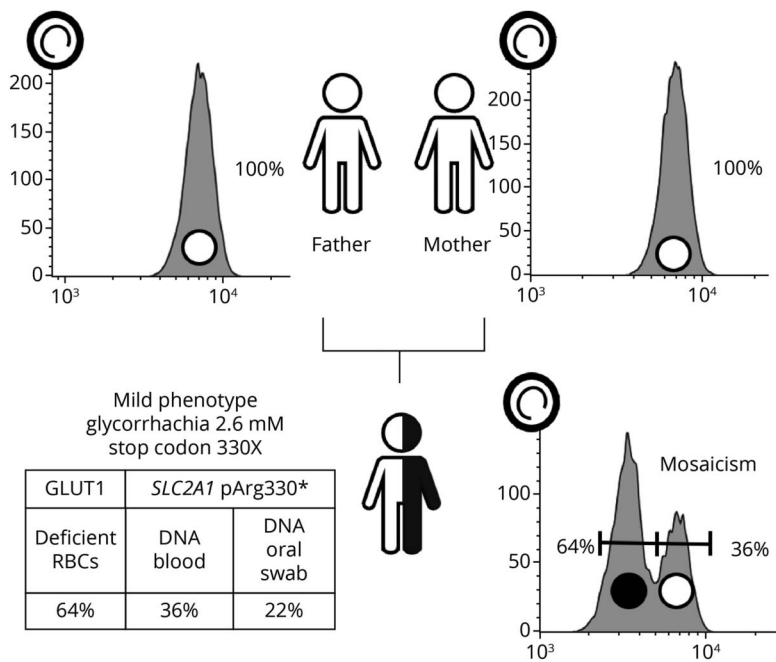 200
150
100
50
0
10³
10⁴
100%
Father
Mother
200
150
100
50
0
10³
10⁴
100%
Mild phenotype
glycorrhachia 2.6 mM
stop codon 330X
GLUT1
SLC2A1 pArg330*
Deficient
RBCs
DNA
blood
DNA
oral
swab
64%
36%
22%
Mosaicism
100
50
0
64%
36%
10³
10⁴